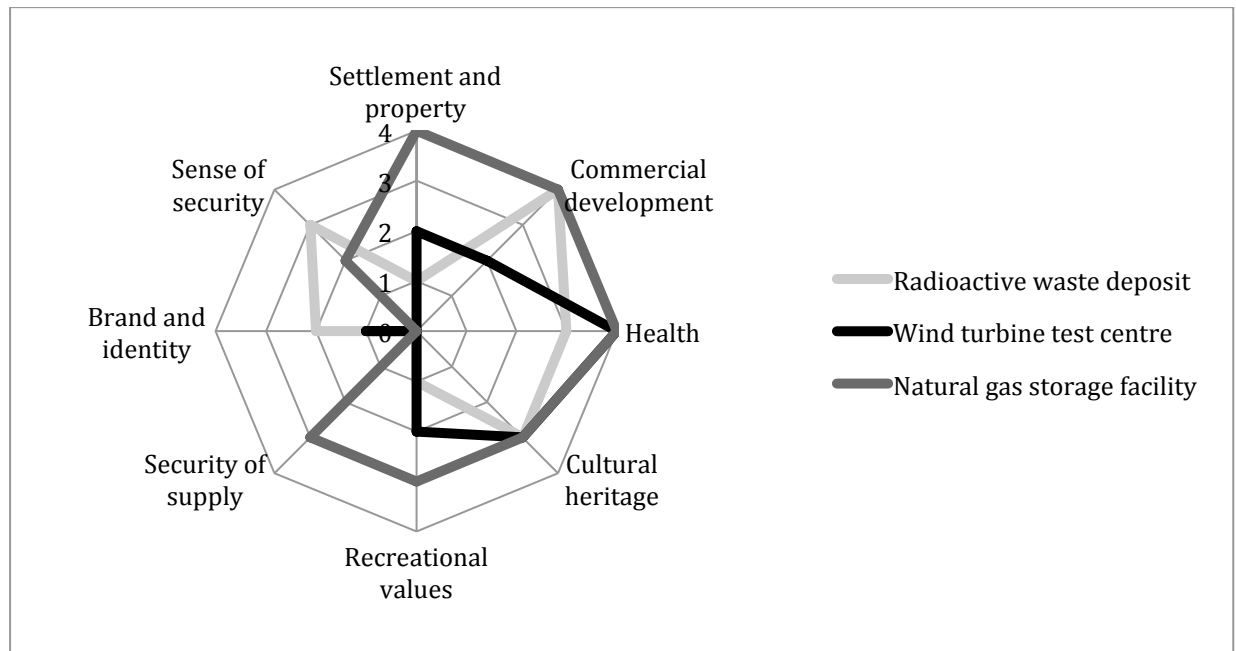 Settlement and
property
4
Sense of
security
3
Commercial
development
2
1
Radioactive waste deposit
Brand and
identity
0
Health
Wind turbine test centre
Natural gas storage facility
Security of
supply
Cultural
heritage
Recreational
values